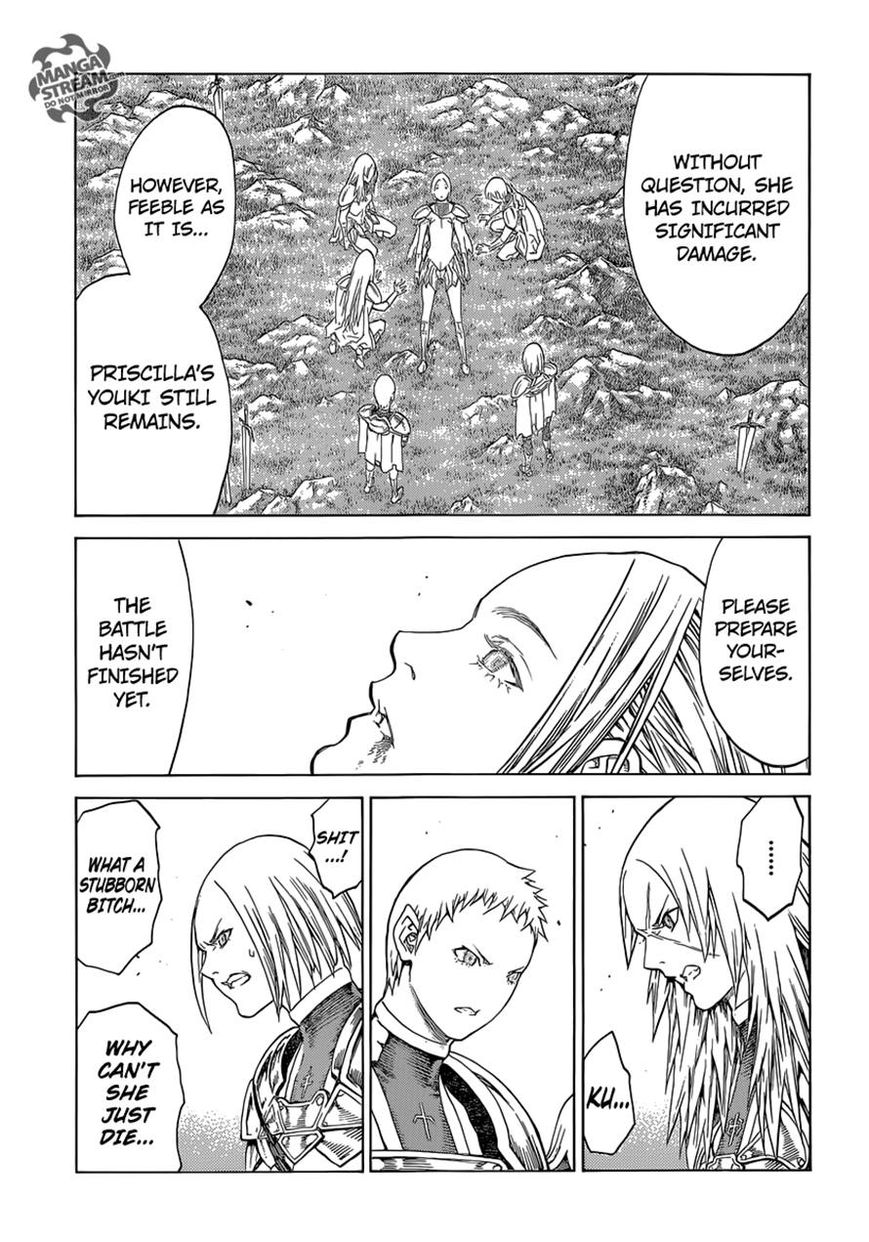 MANGA
STREAM.com
DO NOT MIRROR
WITHOUT
QUESTION, SHE
HAS INCURRED
SIGNIFICANT
DAMAGE.
HOWEVER,
FEEBLE AS
IT IS...
PRISCILLA'S
YOUKI STILL
REMAINS.
PLEASE
PREPARE
YOUR-
SELVES.
THE
BATTLE
HASN'T
FINISHED
YET.
........
KU...
SHIT
...!
WHAT A
STUBBORN
BITCH...
WHY
CAN'T
SHE
JUST
DIE...